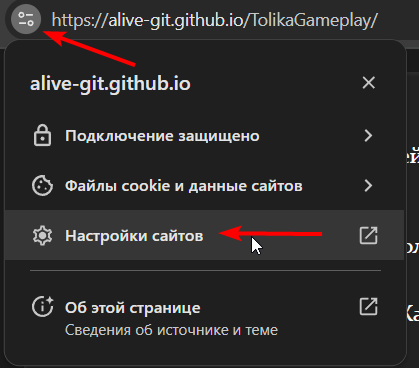 https://alive-git.github.io/TolikaGameplay/
alive-git.github.io
Подключение защищено
Файлы cookie и данные сайтов
Настройки сайтов
Об этой странице
Сведения об источнике и теме